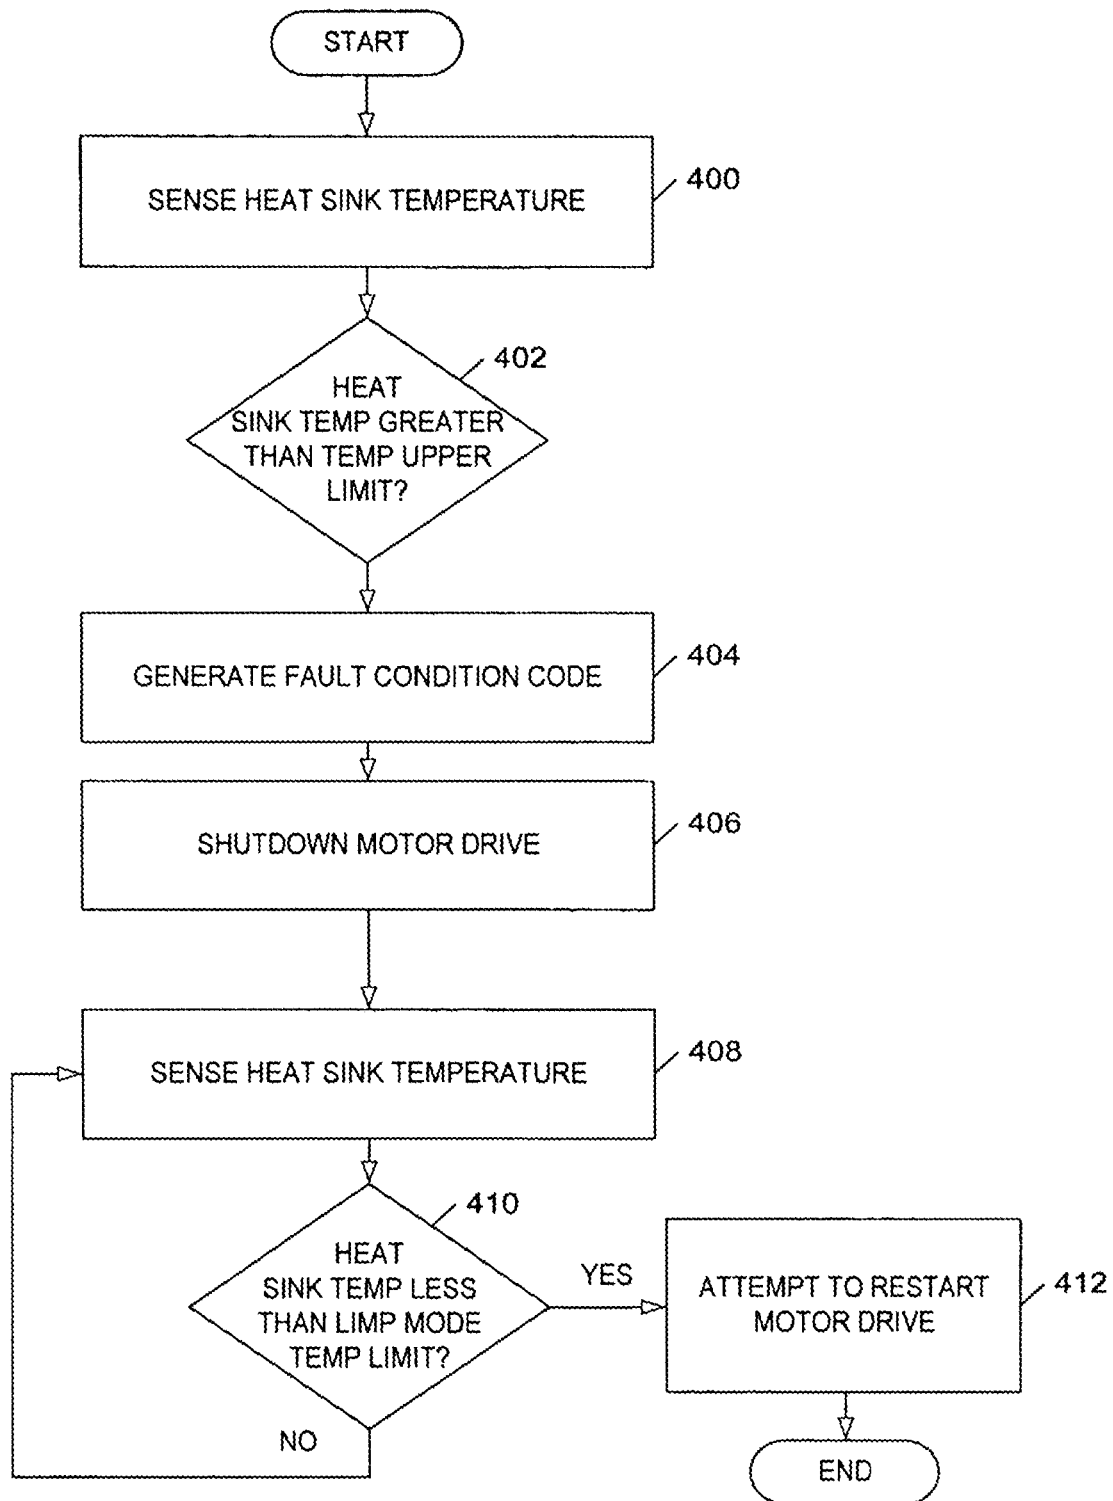 START
SENSE HEAT SINK TEMPERATURE
400
402
HEAT
SINK TEMP GREATER
THAN TEMP UPPER
LIMIT?
GENERATE FAULT CONDITION CODE
404
SHUTDOWN MOTOR DRIVE
406
SENSE HEAT SINK TEMPERATURE
408
410
HEAT
SINK TEMP LESS
THAN LIMP MODE
TEMP LIMIT?
YES
ATTEMPT TO RESTART
MOTOR DRIVE
412
NO
END